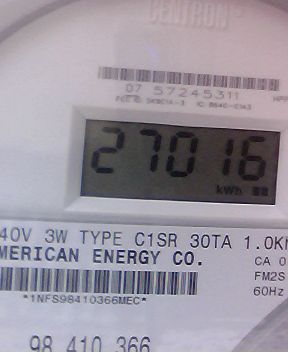 CENTRON
07 57245311
27016
kWh
40V 3W TYPE C1SR 30TA 1.0K
MERICAN ENERGY CO.
CA 0
FM2S
60Hz
*1NFS98410366MEC*
98 410 366